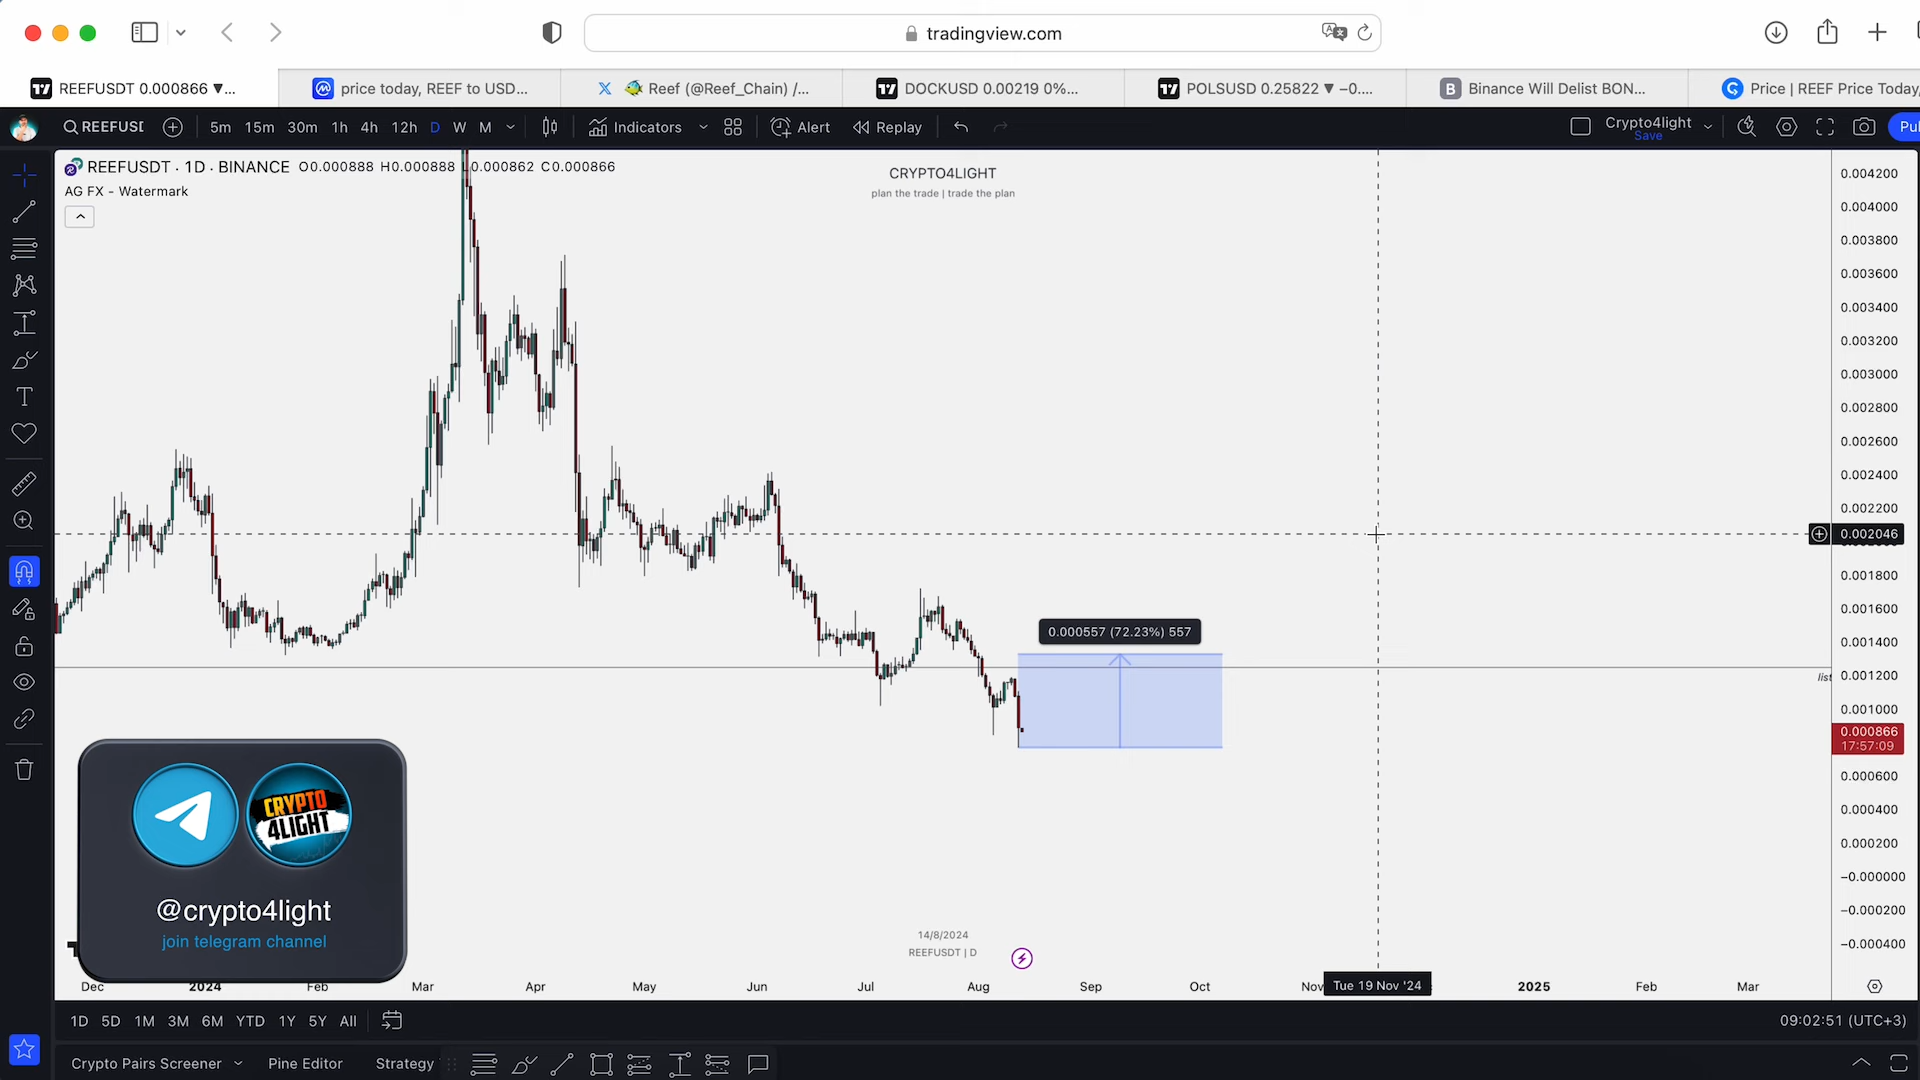 tradingview.com
REEFUSDT 0.000866 ▼...
price today, REEF to USD...
Reef (@Reef_Chain) /...
DOCKUSD 0.00219 0%...
POLSUSD 0.25822 ▼ −0....
Binance Will Delist BON...
Price | REEF Price Today,
REEFUSD
5m 15m 30m 1h 4h 12h D W M
Indicators
Alert
Replay
Crypto4light
Save
REEFUSDT · 1D · BINANCE O0.000888 H0.000888 L0.000862 C0.000866
AG FX - Watermark
CRYPTO4LIGHT
plan the trade | trade the plan
0.004200
0.004000
0.003800
0.003600
0.003400
0.003200
0.003000
0.002800
0.002600
0.002400
0.002200
0.002046
0.001800
0.001600
0.001400
0.001200
0.001000
0.000866
17:57:09
0.000600
0.000400
0.000200
−0.000000
−0.000200
−0.000400
0.000557 (72.23%) 557
CRYPTO
4LIGHT
@crypto4light
join telegram channel
14/8/2024
REEFUSDT | D
Dec 2024 Feb Mar Apr May Jun Jul Aug Sep Oct Nov Tue 19 Nov '24 2025 Feb Mar
1D 5D 1M 3M 6M YTD 1Y 5Y All
09:02:51 (UTC+3)
Crypto Pairs Screener
Pine Editor
Strategy